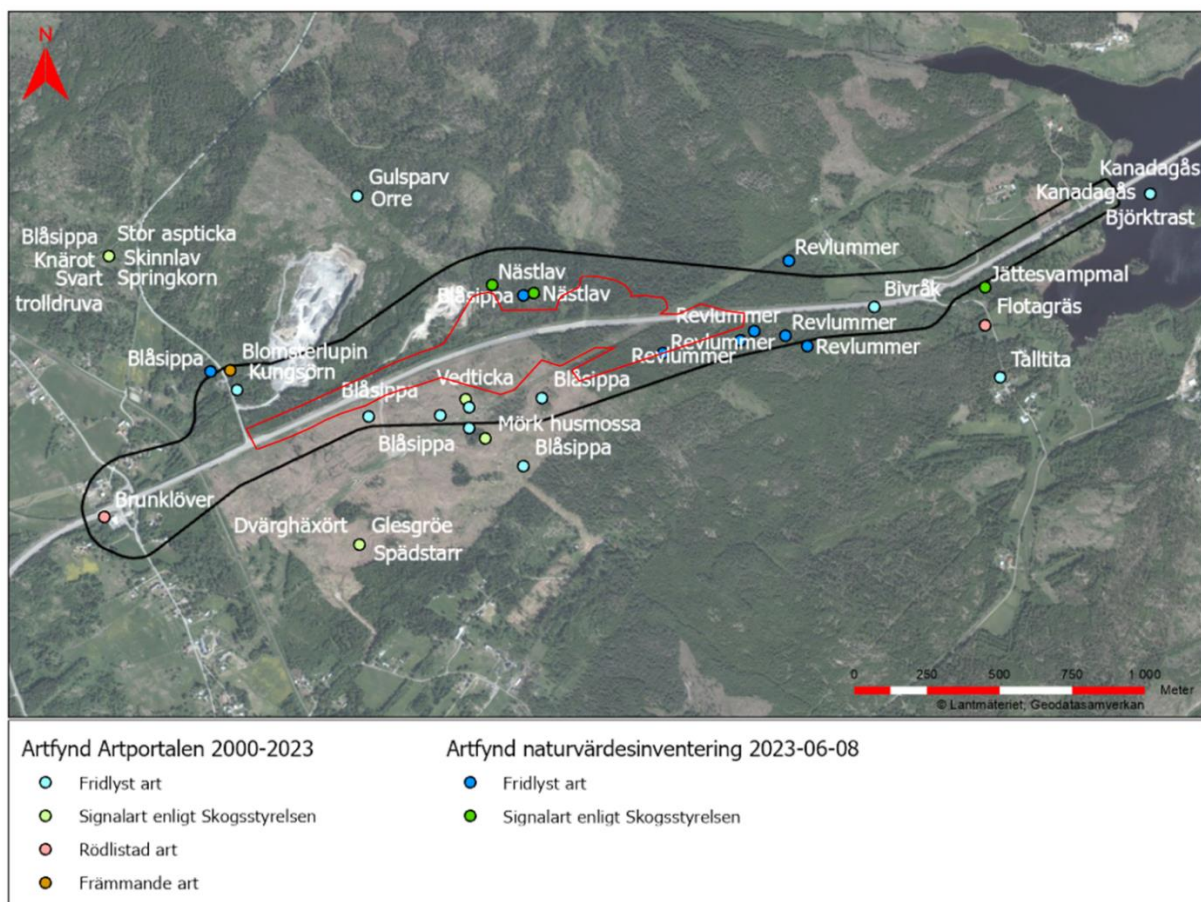 N
Gulsparv
Orre
Kanadagås
Kanadagås
Björktrast
Blåsippa
Knärot
Svart
trolldruva
Stor aspticka
Skinnlav
Springkorn
Revlummer
Nästlav
Blåsippa
Nästlav
Bivråk
Jättesvampmal
Flotagräs
Revlummer
Revlummer
Revlummer
Revlummer
Revlummer
Talltita
Blåsippa
Blomsterlupin
Kungsörn
Blåsippa
Vedticka
Blåsippa
Mörk husmossa
Blåsippa
Blåsippa
Brunklöver
Dvärghäxört
Glesgröe
Spädstarr
0 250 500 750 1 000
Meter
© Lantmäteriet, Geodatasamverkan
Artfynd Artportalen 2000-2023
Fridlyst art
Signalart enligt Skogsstyrelsen
Rödlistad art
Främmande art
Artfynd naturvärdesinventering 2023-06-08
Fridlyst art
Signalart enligt Skogsstyrelsen